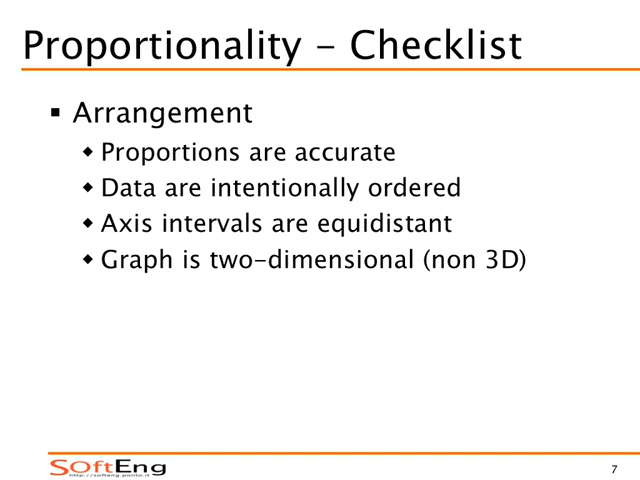 Proportionality – Checklist
▪ Arrangement
◆ Proportions are accurate
◆ Data are intentionally ordered
◆ Axis intervals are equidistant
◆ Graph is two-dimensional (non 3D)
SOftEng
http://softeng.polito.it
7